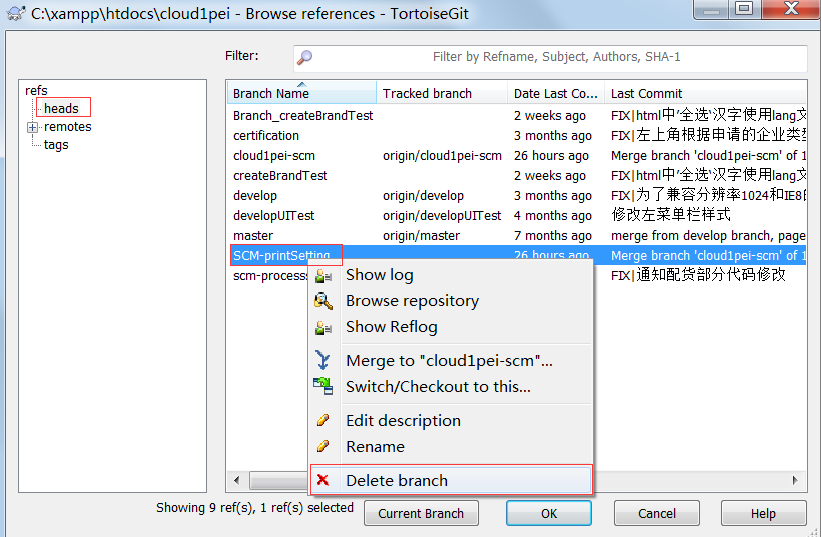 C:\xampp\htdocs\cloud1pei - Browse references - TortoiseGit
Filter:
Filter by Refname, Subject, Authors, SHA-1
refs
heads
remotes
tags
Branch Name Tracked branch Date Last Co... Last Commit
Branch_createBrandTest 2 weeks ago FIX|html中'全选'汉字使用lang文
certification 3 months ago FIX|左上角根据申请的企业类型
cloud1pei-scm origin/cloud1pei-scm 26 hours ago Merge branch 'cloud1pei-scm' of 1
createBrandTest 2 weeks ago FIX|html中'全选'汉字使用lang文
develop origin/develop 3 months ago FIX|为了兼容分辨率1024和IE8的
developUITest origin/developUITest 4 months ago 修改左菜单栏样式
master origin/master 7 months ago merge from develop branch, page
SCM-printSetting 26 hours ago Merge branch 'cloud1pei-scm' of 1
scm-process FIX|通知配货部分代码修改
Show log
Browse repository
Show Reflog
Merge to "cloud1pei-scm"...
Switch/Checkout to this...
Edit description
Rename
Delete branch
Showing 9 ref(s), 1 ref(s) selected
Current Branch
OK
Cancel
Help